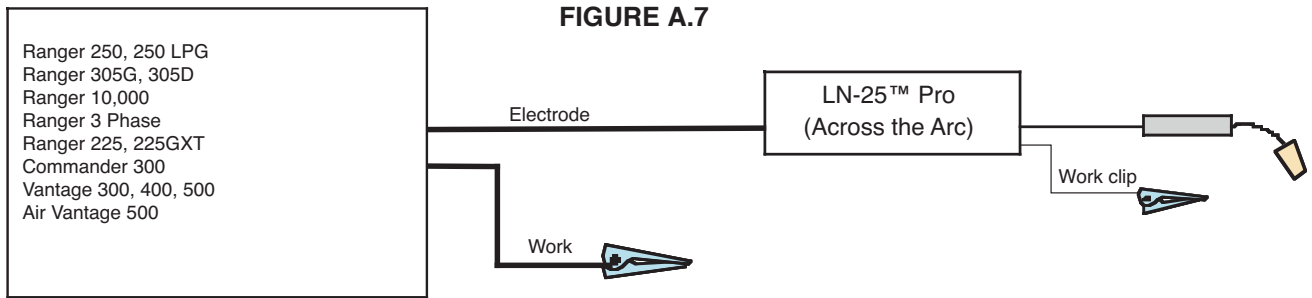 FIGURE A.7
Ranger 250, 250 LPG
Ranger 305G, 305D
Ranger 10,000
Ranger 3 Phase
Ranger 225, 225GXT
Commander 300
Vantage 300, 400, 500
Air Vantage 500
Electrode
LN-25™ Pro
(Across the Arc)
Work clip
Work